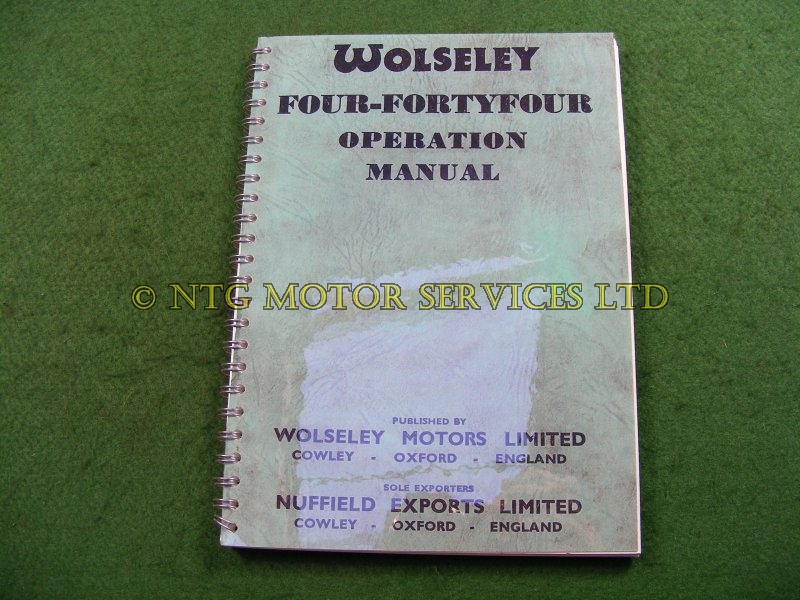 WOLSELEY
FOUR-FORTYFOUR
OPERATION
MANUAL
© NTG MOTOR SERVICES LTD
PUBLISHED BY
WOLSELEY MOTORS LIMITED
COWLEY - OXFORD - ENGLAND
SOLE EXPORTERS
NUFFIELD EXPORTS LIMITED
COWLEY - OXFORD - ENGLAND